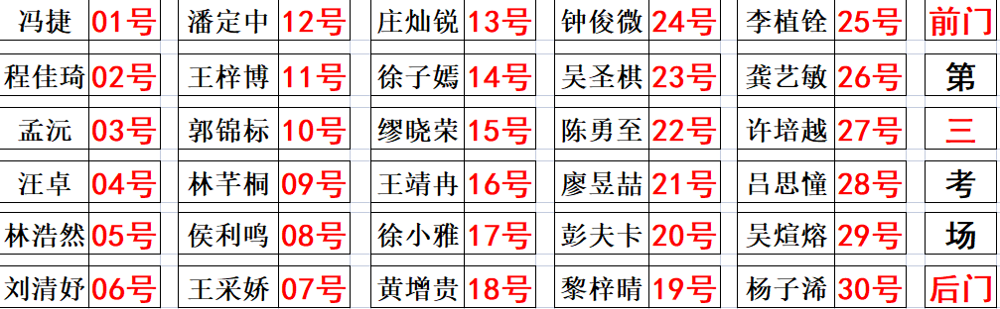 冯捷 01号 潘定中 12号 庄灿锐 13号 钟俊微 24号 李植铨 25号 前门
程佳琦 02号 王梓博 11号 徐子嫣 14号 吴圣棋 23号 龚艺敏 26号 第
孟沅 03号 郭锦标 10号 缪晓荣 15号 陈勇至 22号 许培越 27号 三
汪卓 04号 林芊桐 09号 王靖冉 16号 廖昱喆 21号 吕思憧 28号 考
林浩然 05号 侯利鸣 08号 徐小雅 17号 彭夫卡 20号 吴煊熔 29号 场
刘清妤 06号 王采娇 07号 黄增贵 18号 黎梓晴 19号 杨子浠 30号 后门